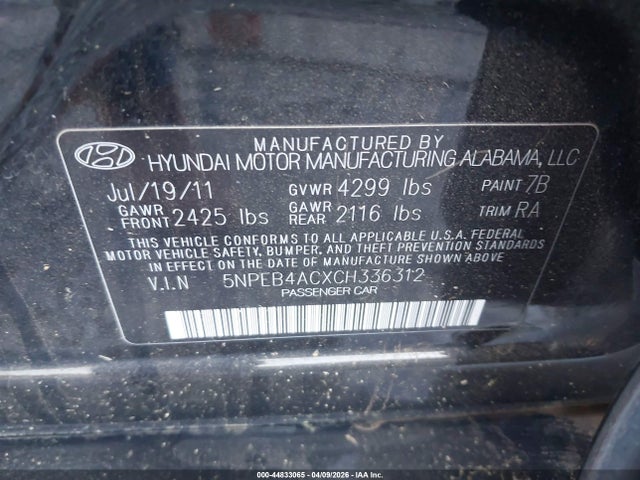 MANUFACTURED BY
HYUNDAI MOTOR MANUFACTURING ALABAMA, LLC
Jul/19/11 GVWR 4299 lbs PAINT 7B
GAWR FRONT 2425 lbs GAWR REAR 2116 lbs TRIM RA
THIS VEHICLE CONFORMS TO ALL APPLICABLE U.S.A. FEDERAL
MOTOR VEHICLE SAFETY, BUMPER, AND THEFT PREVENTION STANDARDS
IN EFFECT ON THE DATE OF MANUFACTURE SHOWN ABOVE
V.I.N 5NPEB4ACXCH336312
PASSENGER CAR
000-44833065 - 04/09/2026 - IAA Inc.